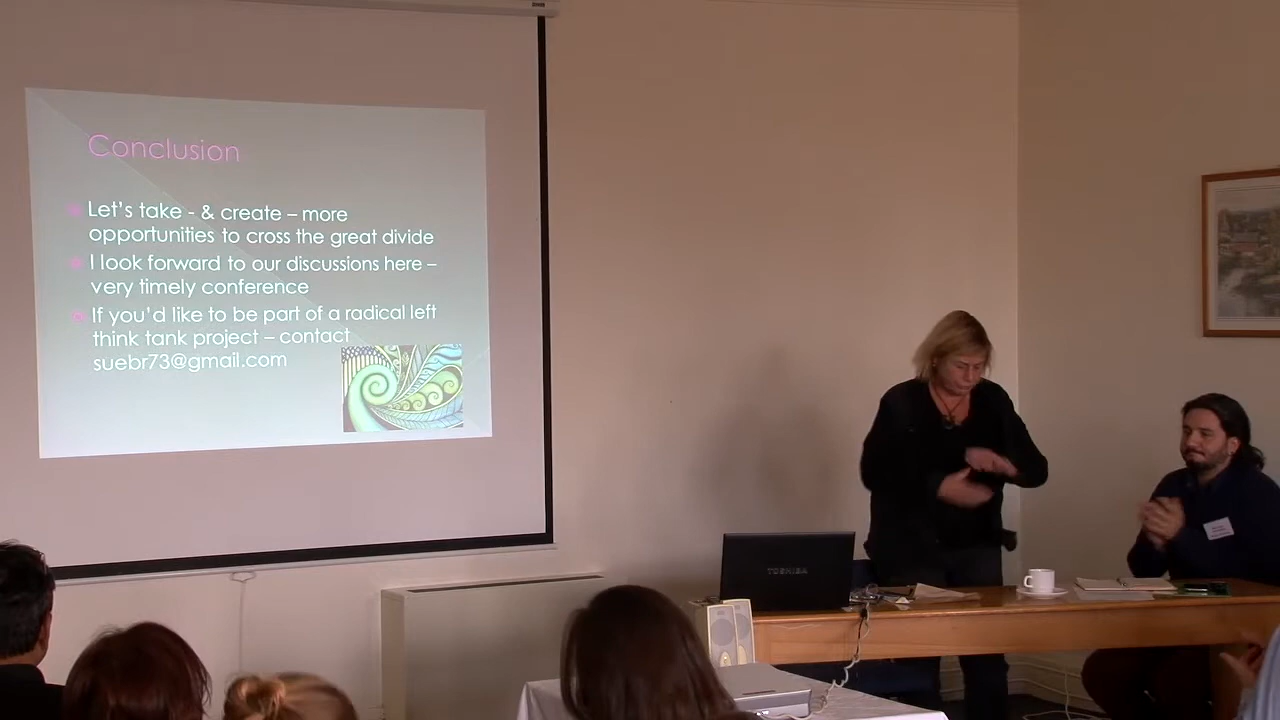 Conclusion
Let's take - & create – more
opportunities to cross the great divide
I look forward to our discussions here –
very timely conference
If you'd like to be part of a radical left
think tank project – contact
suebr73@gmail.com
TOSHIBA